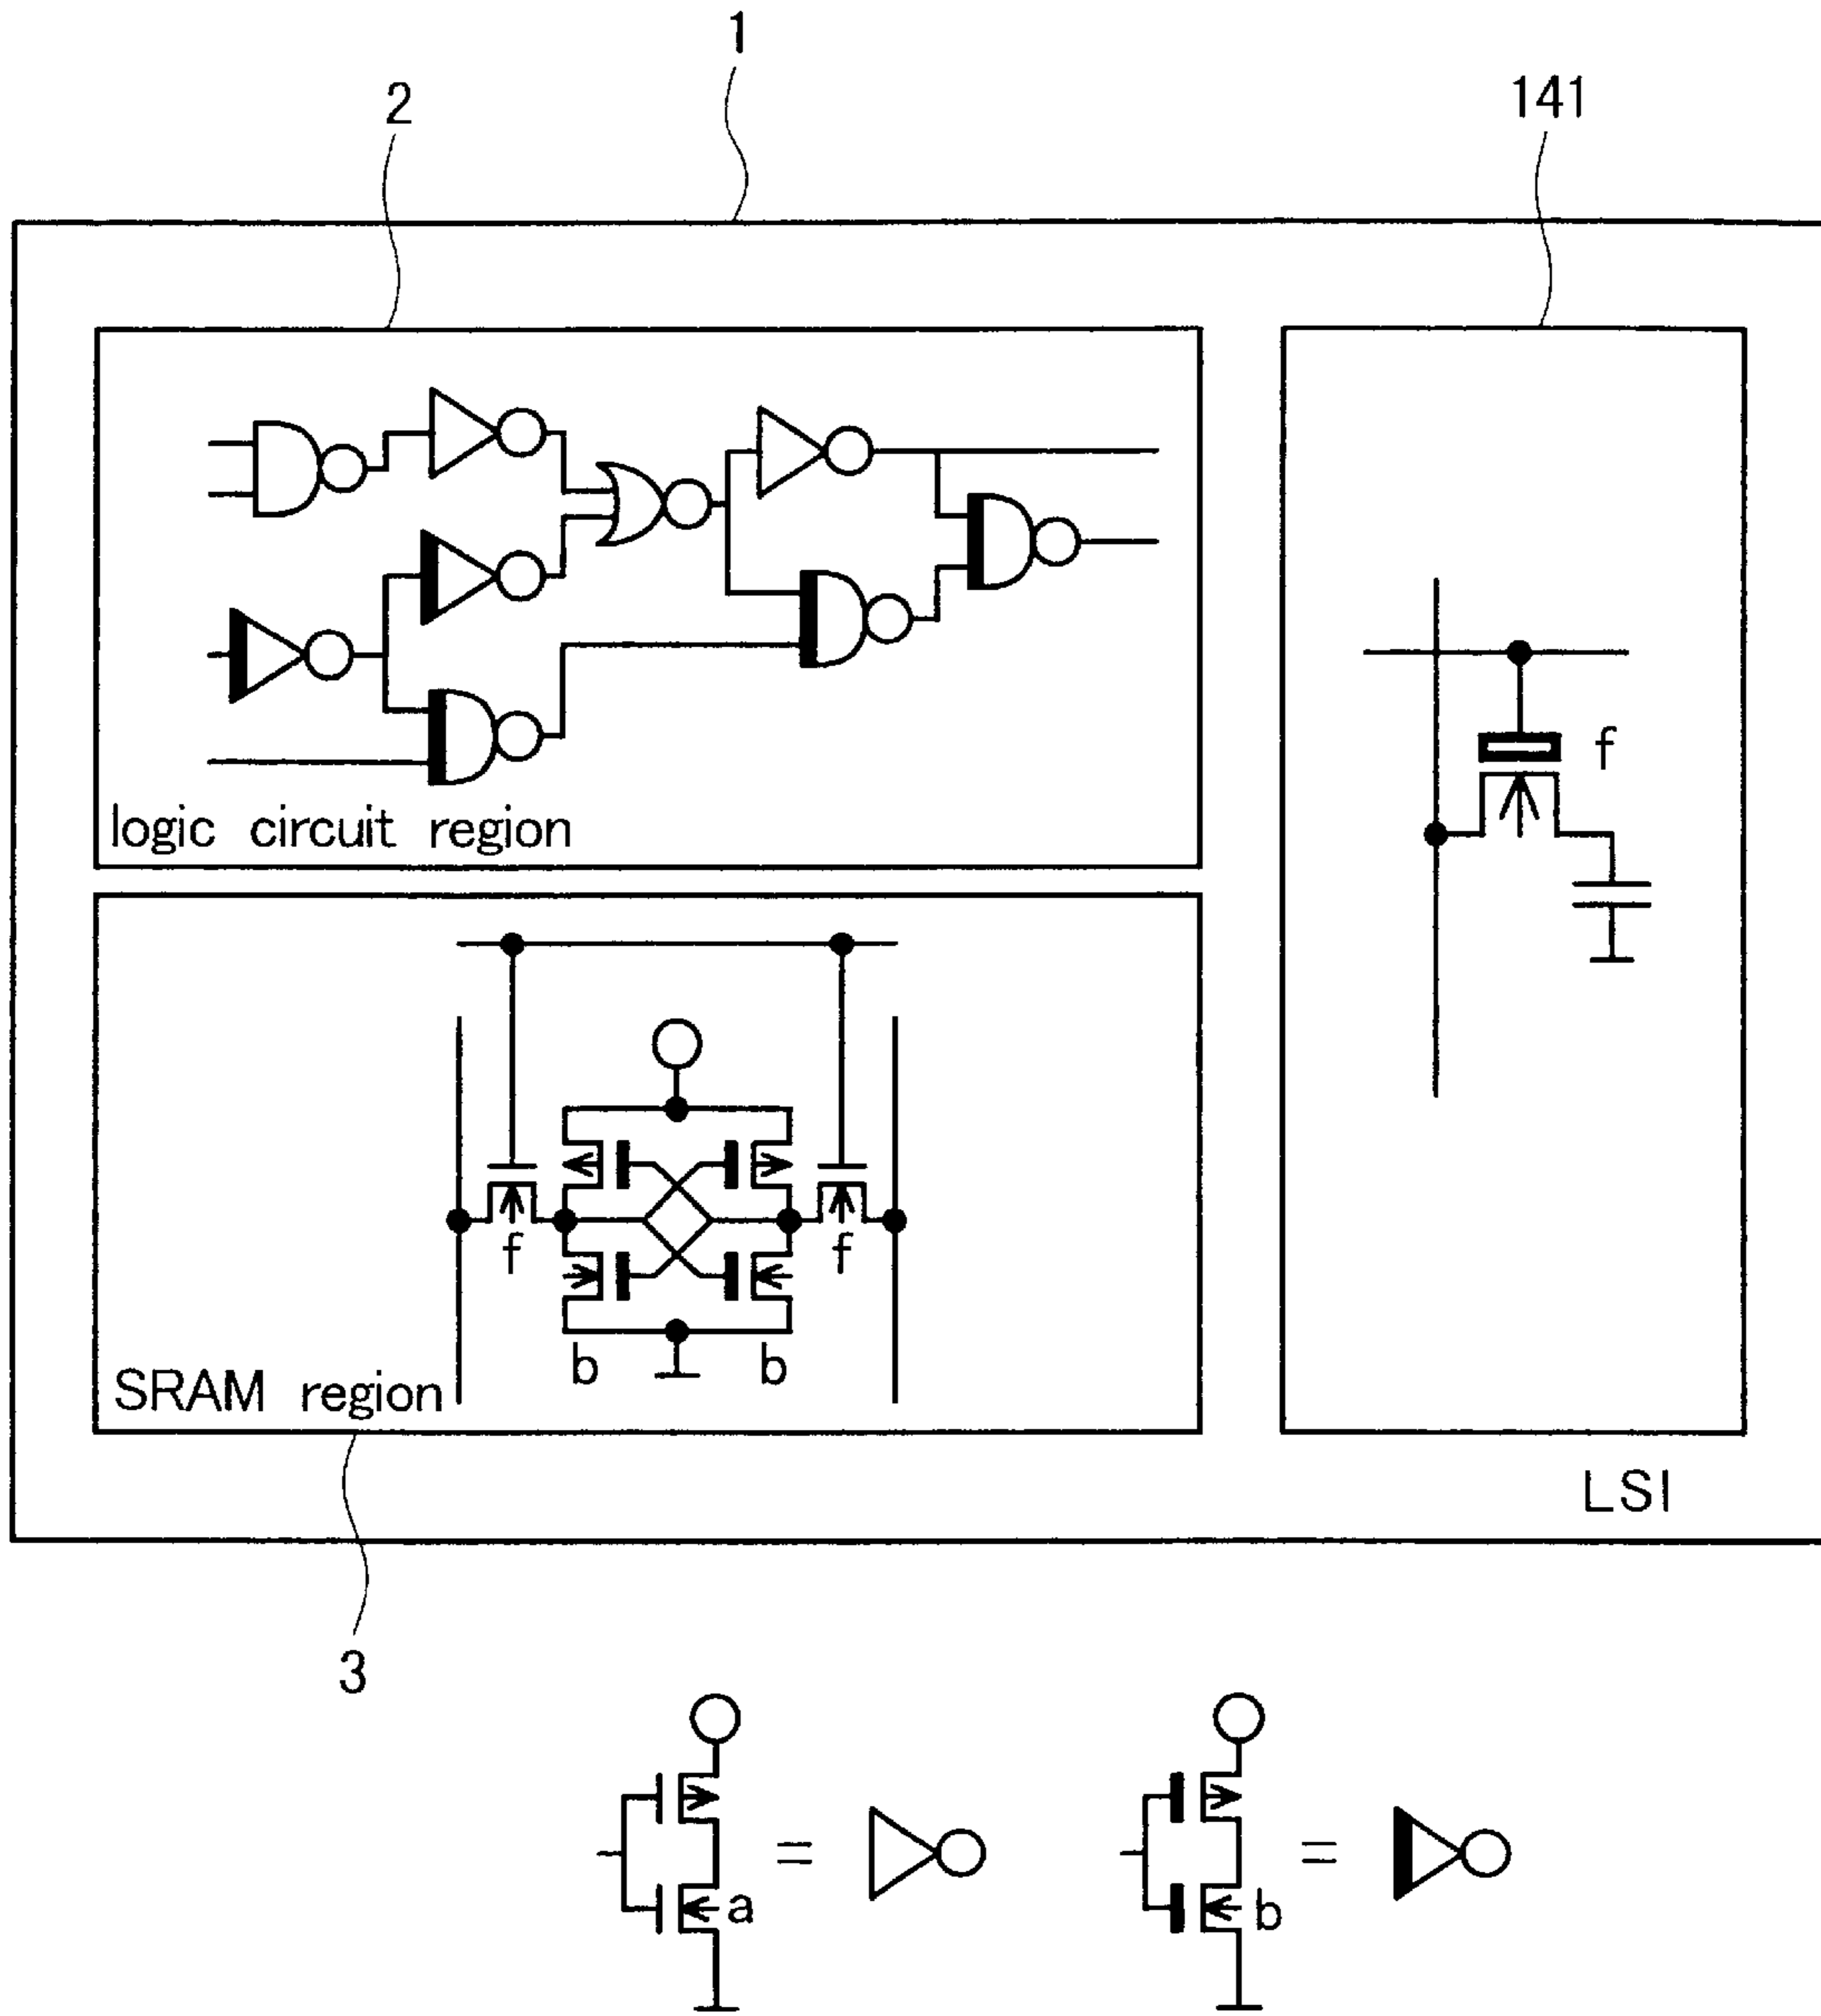 1
2
141
logic circuit region
f
f
f
b
b
SRAM region
LSI
3
a
=
b
=